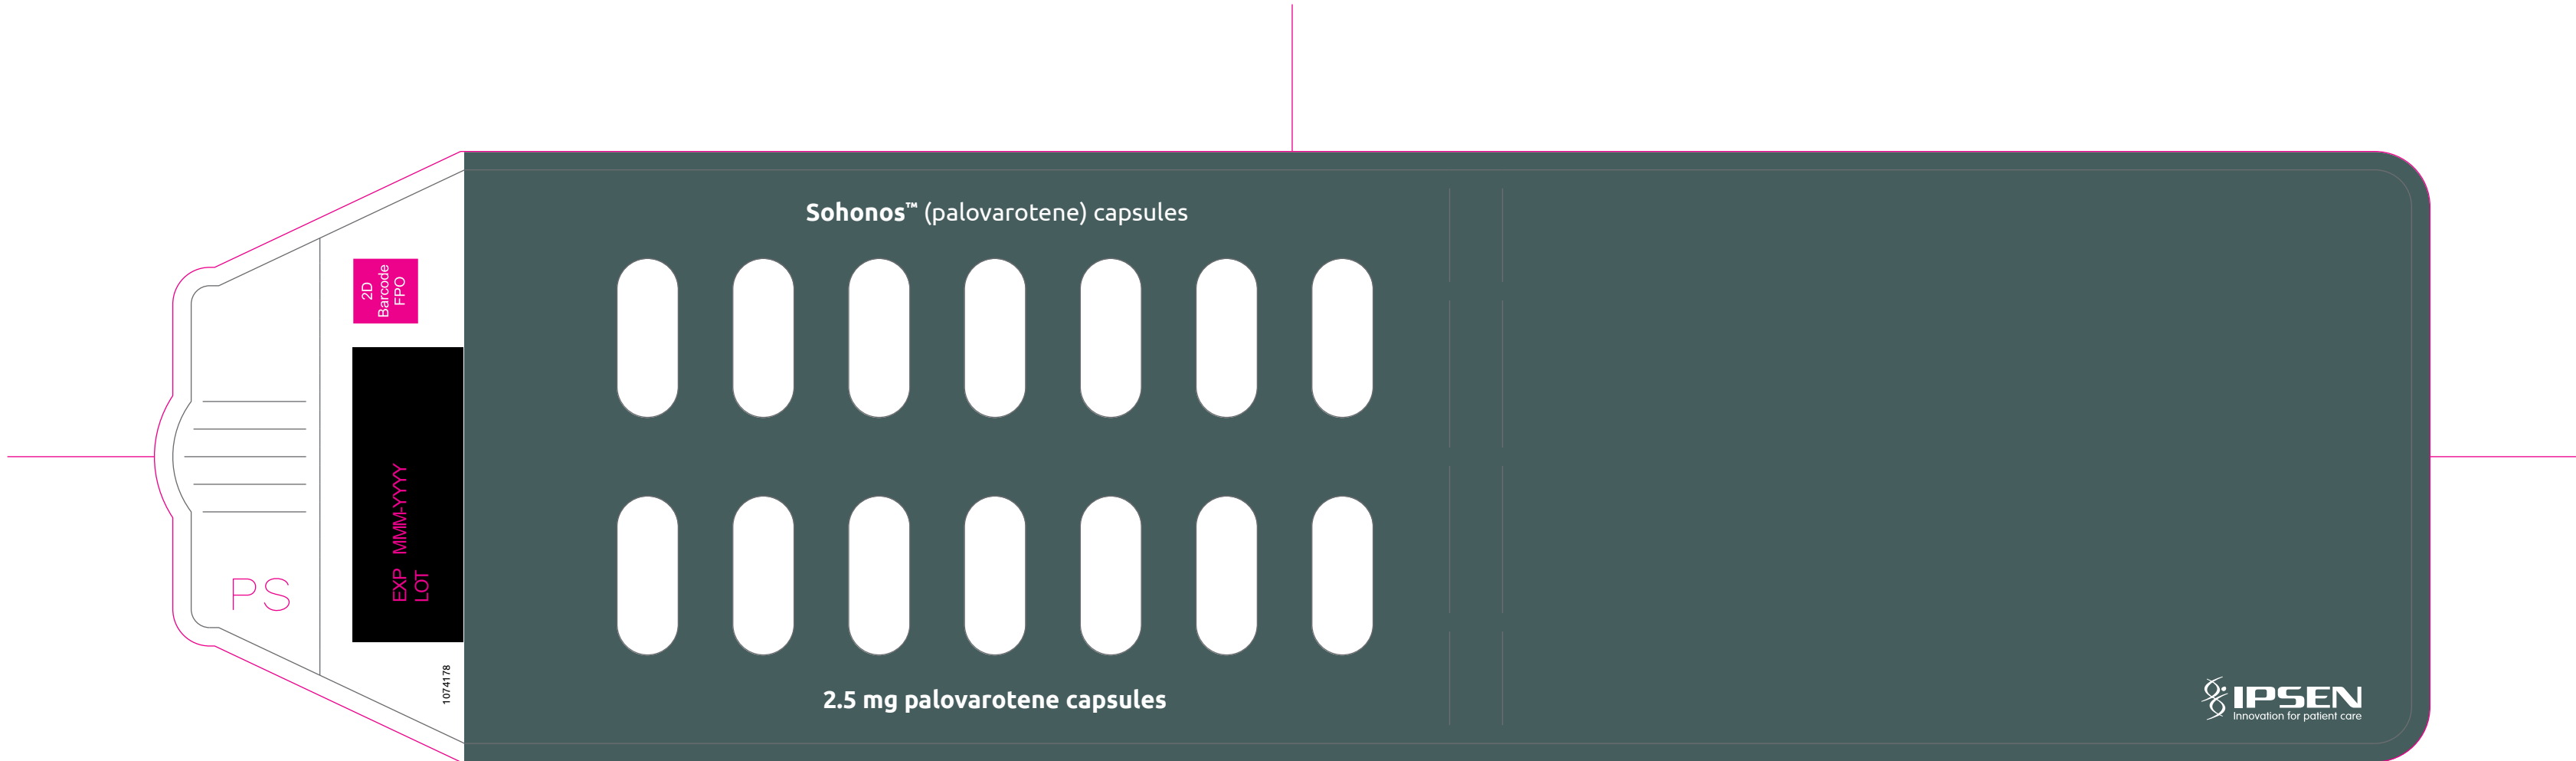 Sohonos™ (palovarotene) capsules
2D
Barcode
FPO
EXP MMM-YYYY
LOT
PS
1074178
2.5 mg palovarotene capsules
IPSEN
Innovation for patient care